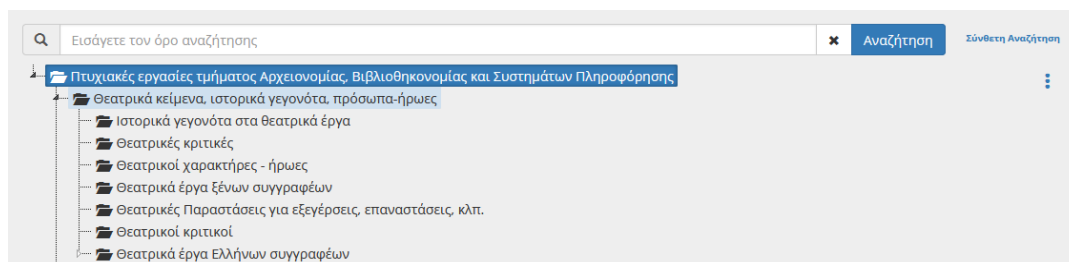 Εισάγετε τον όρο αναζήτησης Αναζήτηση Σύνθετη Αναζήτηση
Πτυχιακές εργασίες τμήματος Αρχειονομίας, Βιβλιοθηκονομίας και Συστημάτων Πληροφόρησης
Θεατρικά κείμενα, ιστορικά γεγονότα, πρόσωπα-ήρωες
Ιστορικά γεγονότα στα θεατρικά έργα
Θεατρικές κριτικές
Θεατρικοί χαρακτήρες - ήρωες
Θεατρικά έργα ξένων συγγραφέων
Θεατρικές Παραστάσεις για εξεγέρσεις, επαναστάσεις, κλπ.
Θεατρικοί κριτικοί
Θεατρικά έργα Ελλήνων συγγραφέων